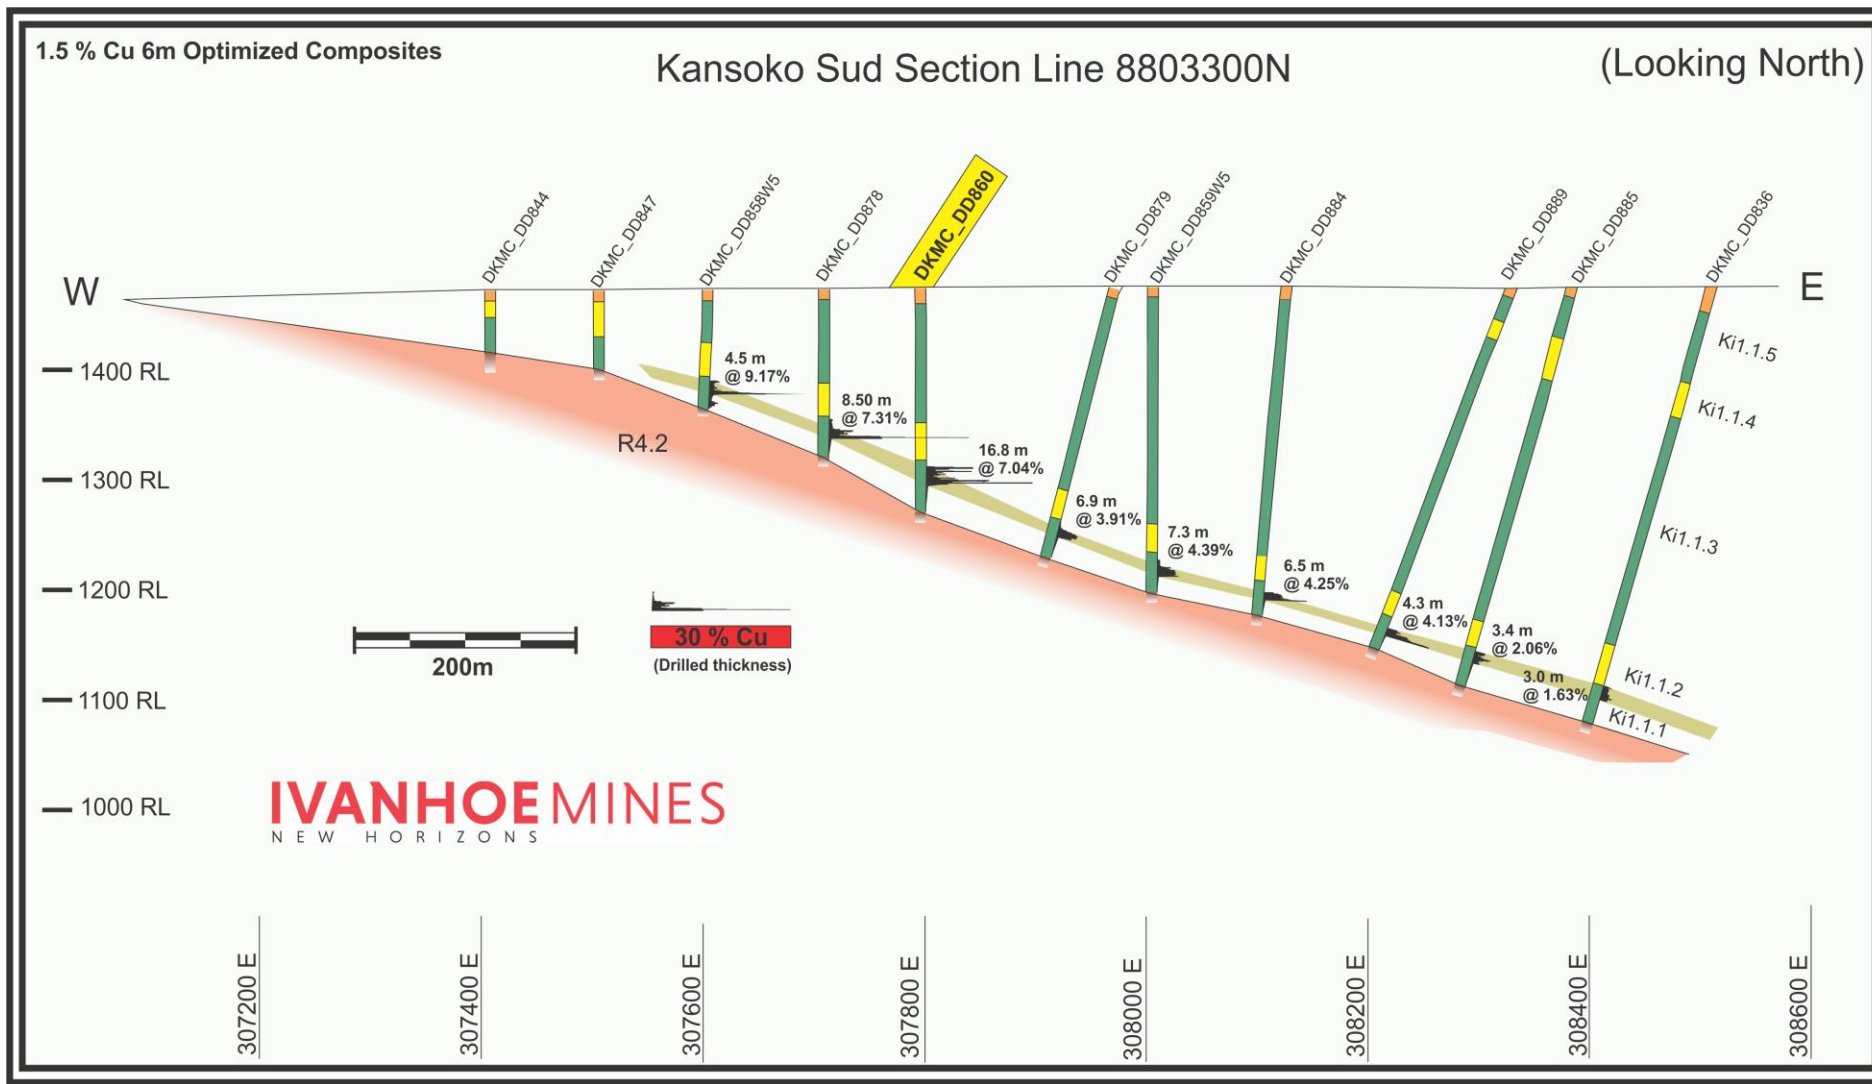 1.5 % Cu 6m Optimized Composites
Kansoko Sud Section Line 8803300N
(Looking North)
DKMC_DD844
DKMC_DD847
DKMC_DD858W5
DKMC_DD878
DKMC_DD860
DKMC_DD879
DKMC_DD859W5
DKMC_DD884
DKMC_DD889
DKMC_DD885
DKMC_DD836
W
E
Ki1.1.5
Ki1.1.4
Ki1.1.3
Ki1.1.2
Ki1.1.1
1400 RL
1300 RL
1200 RL
1100 RL
1000 RL
4.5 m
@ 9.17%
8.50 m
@ 7.31%
16.8 m
@ 7.04%
6.9 m
@ 3.91%
7.3 m
@ 4.39%
6.5 m
@ 4.25%
4.3 m
@ 4.13%
3.4 m
@ 2.06%
3.0 m
@ 1.63%
R4.2
200m
30 % Cu
(Drilled thickness)
IVANHOE MINES
NEW HORIZONS
307200 E
307400 E
307600 E
307800 E
308000 E
308200 E
308400 E
308600 E